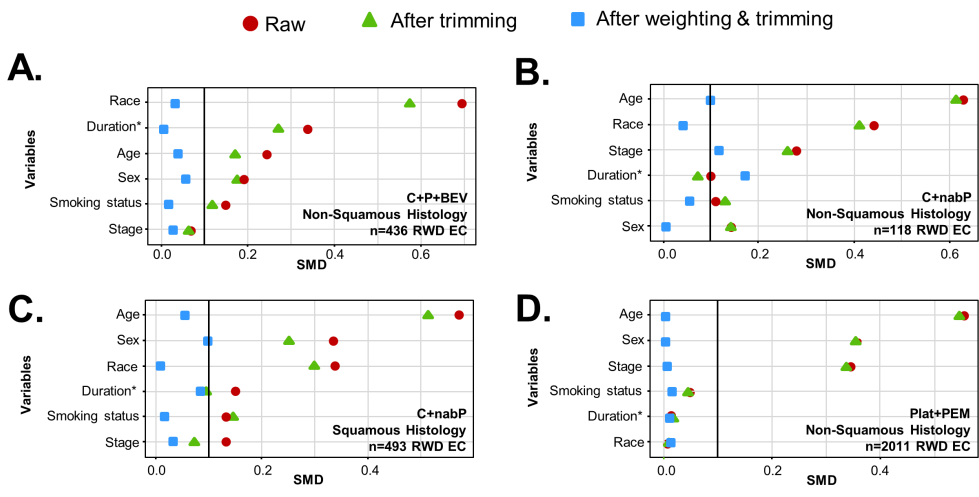 Raw
After trimming
After weighting & trimming
A.
Variables
Race
Duration*
Age
Sex
Smoking status
Stage
C+P+BEV
Non-Squamous Histology
n=436 RWD EC
0.0
0.2
0.4
0.6
SMD
B.
Variables
Age
Race
Stage
Duration*
Smoking status
Sex
C+nabP
Non-Squamous Histology
n=118 RWD EC
0.0
0.2
0.4
0.6
SMD
C.
Variables
Age
Sex
Race
Duration*
Smoking status
Stage
C+nabP
Squamous Histology
n=493 RWD EC
0.0
0.2
0.4
SMD
D.
Variables
Age
Sex
Stage
Smoking status
Duration*
Race
Plat+PEM
Non-Squamous Histology
n=2011 RWD EC
0.0
0.2
0.4
SMD